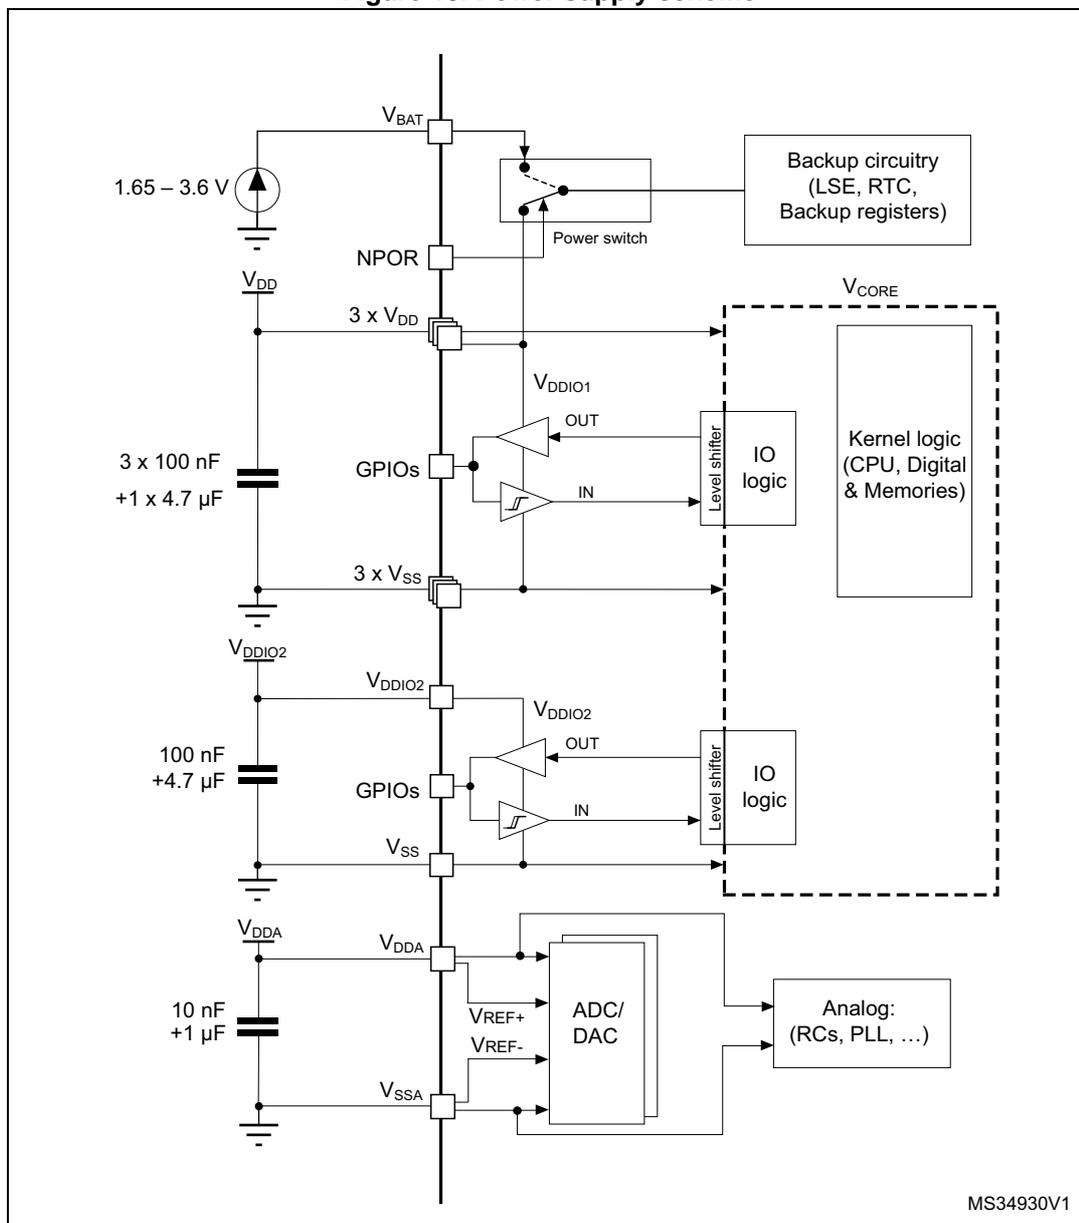 VBAT
1.65 – 3.6 V
Backup circuitry
(LSE, RTC,
Backup registers)
Power switch
NPOR
VDD
VCORE
3 x VDD
VDDIO1
OUT
3 x 100 nF
+1 x 4.7 µF
GPIOs
IN
Level shifter
IO
logic
Kernel logic
(CPU, Digital
& Memories)
3 x VSS
VDDIO2
VDDIO2
VDDIO2
OUT
100 nF
+4.7 µF
GPIOs
IN
Level shifter
IO
logic
VSS
VDDA
VDDA
10 nF
+1 µF
VREF+
VREF-
ADC/
DAC
Analog:
(RCs, PLL, …)
VSSA
MS34930V1